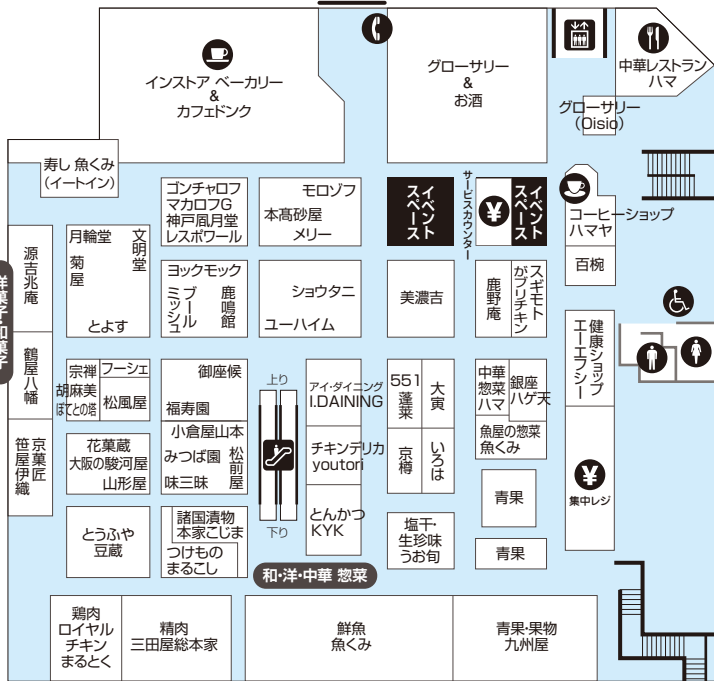 インストア ベーカリー
&
カフェドンク
グローサリー
&
お酒
中華レストラン
ハマ
グローサリー
(Oisio)
寿し 魚くみ
(イートイン)
ゴンチャロフ
マカロフG
神戸風月堂
レスポワール
モロゾフ
本髙砂屋
メリー
イベント
スペース
サービスカウンター
¥
イベント
スペース
コーヒーショップ
ハマヤ
百椀
源吉兆庵
月輪堂
菊屋
文明堂
とよす
ヨックモック
ブールミッシュ
鹿鳴館
ショウタニ
ユーハイム
美濃吉
鹿野庵
スギモト
がブリチキン
洋菓子・和菓子
鶴屋八幡
健康ショップ
エーエフシー
宗禅
胡麻美
ぽてとの塔
フーシェ
松風屋
御座候
福寿園
上り
アイ・ダイニング
I.DAINING
551
蓬莱
大寅
中華
惣菜
ハマ
銀座
ハゲ天
京菓匠
笹屋伊織
花菓蔵
大阪の駿河屋
山形屋
小倉屋山本
みつば園
松前屋
味三昧
チキンデリカ
youtori
京樽
いろは
魚屋の惣菜
魚くみ
¥
集中レジ
青果
とうふや
豆蔵
諸国漬物
本家こじま
つけもの
まるこし
下り
とんかつ
KYK
塩干・
生珍味
うお旬
青果
和・洋・中華 惣菜
鶏肉
ロイヤル
チキン
まるとく
精肉
三田屋総本家
鮮魚
魚くみ
青果・果物
九州屋